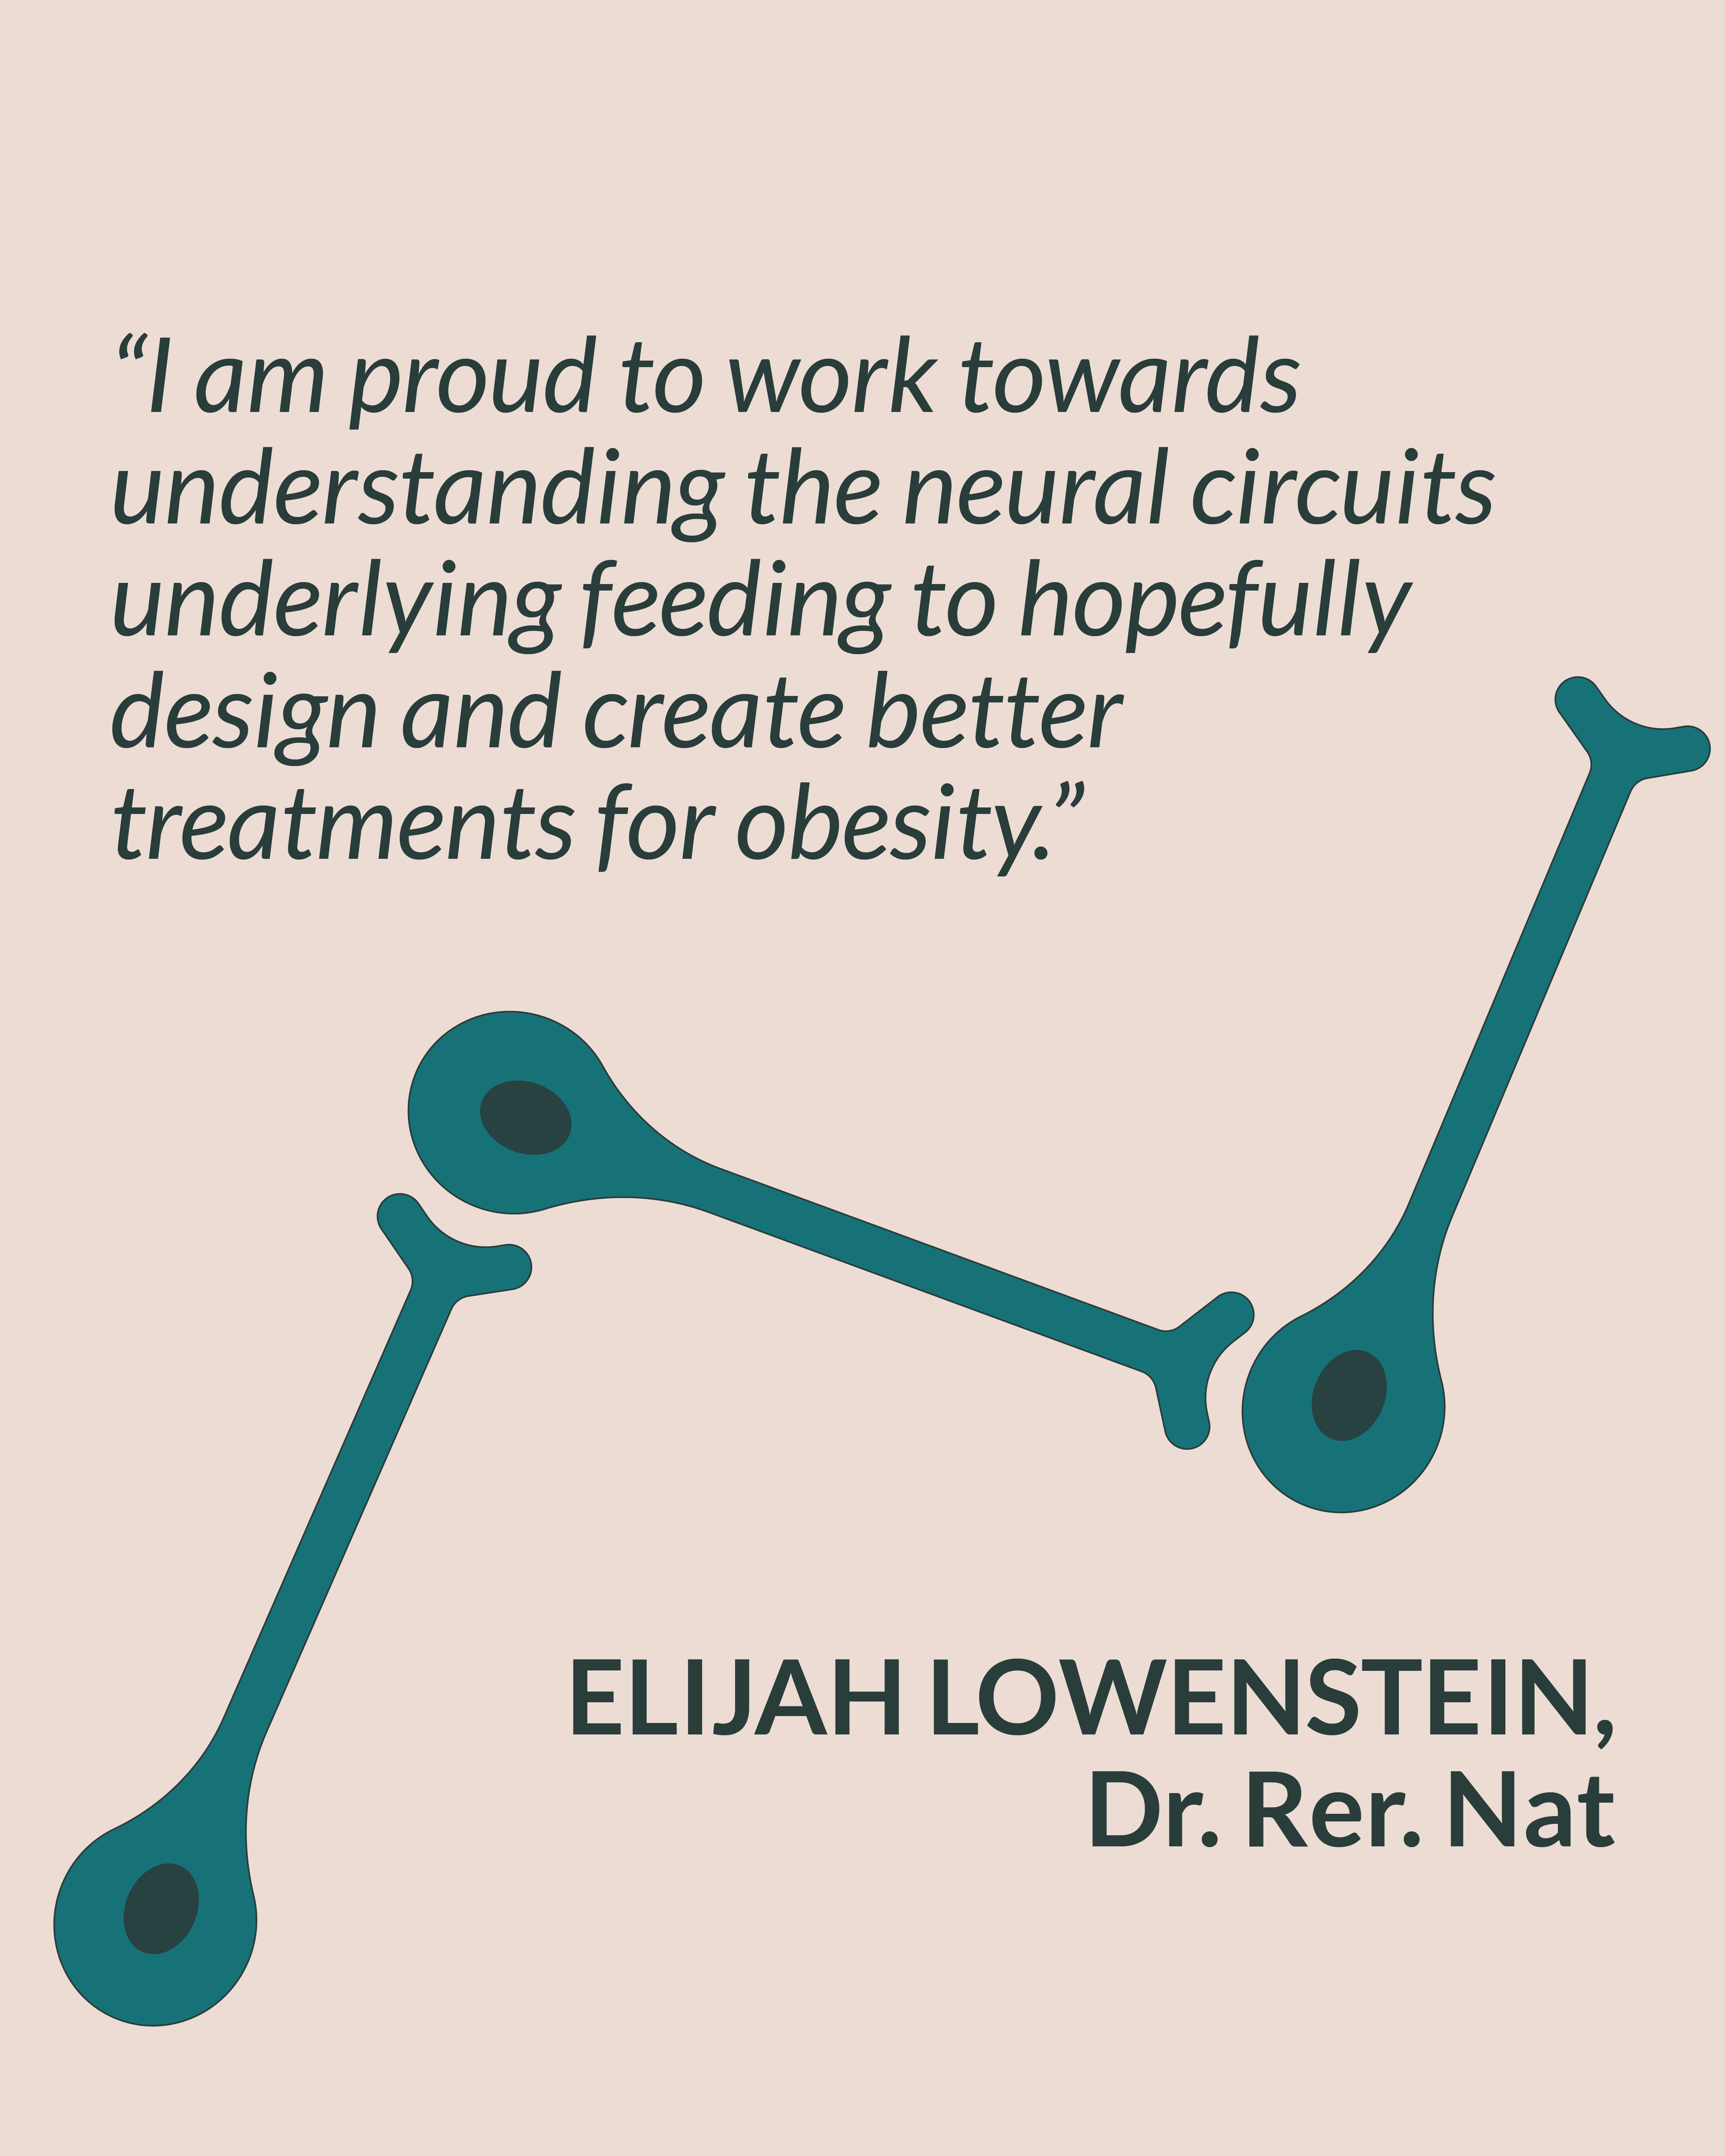 “I am proud to work towards
understanding the neural circuits
underlying feeding to hopefully
design and create better
treatments for obesity.”
ELIJAH LOWENSTEIN,
Dr. Rer. Nat